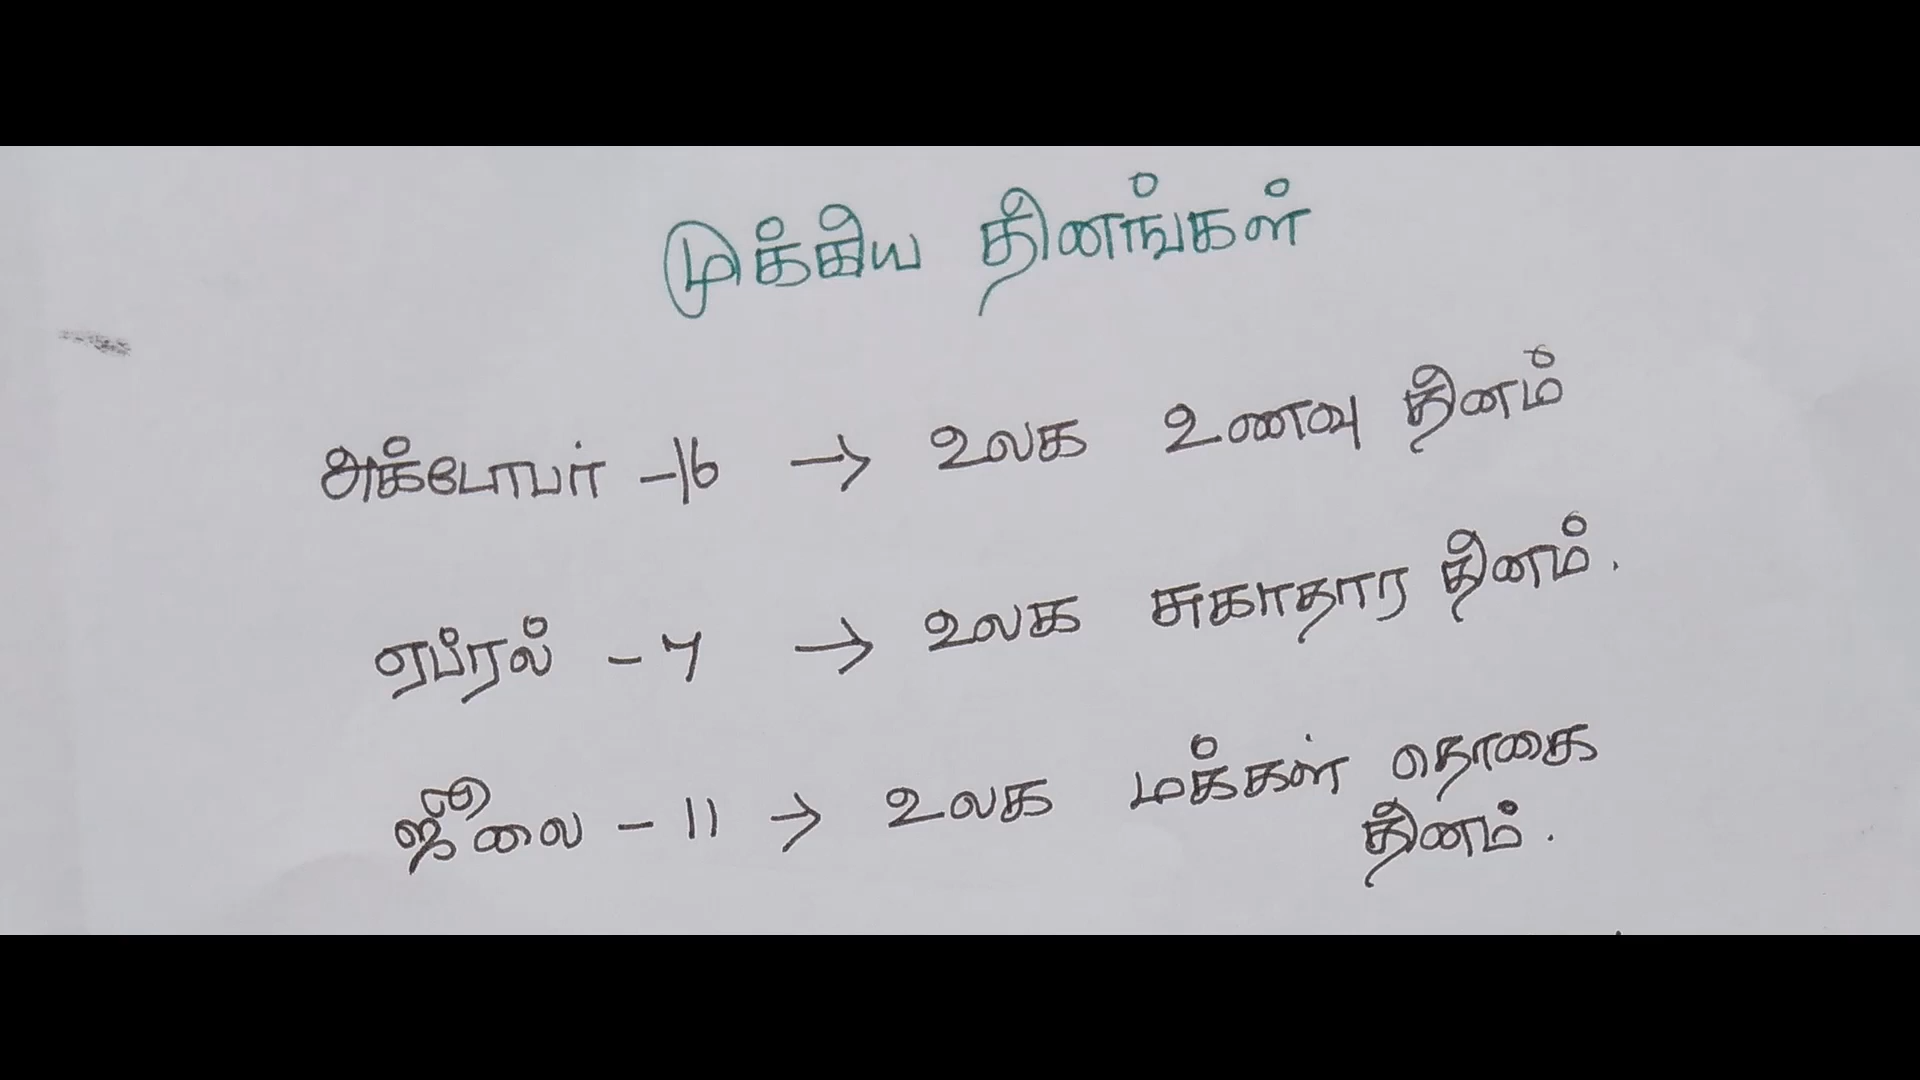 முக்கிய தினங்கள்
அக்டோபர் -16 → உலக உணவு தினம்
ஏப்ரல் - 7 → உலக சுகாதார தினம்.
ஜீலை - 11 → உலக மக்கள் தொகை
தினம்.